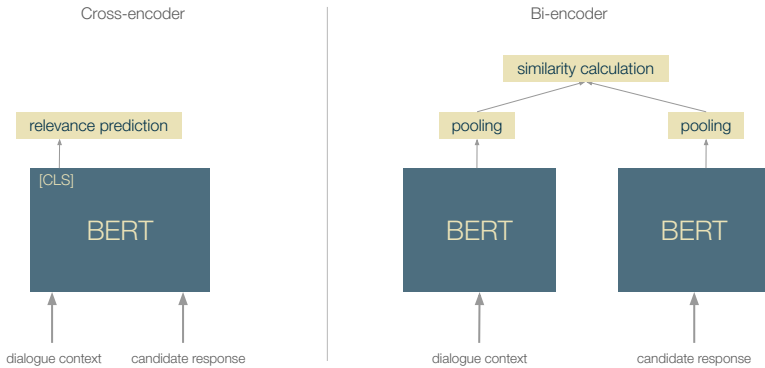 Cross-encoder
relevance prediction
[CLS]
BERT
dialogue context
candidate response
Bi-encoder
similarity calculation
pooling
pooling
BERT
BERT
dialogue context
candidate response